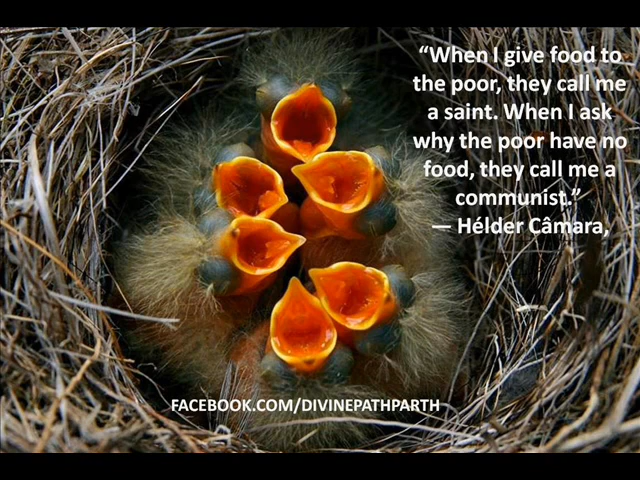 “When I give food to
the poor, they call me
a saint. When I ask
why the poor have no
food, they call me a
communist.”
— Hélder Câmara,
FACEBOOK.COM/DIVINEPATHPARTH